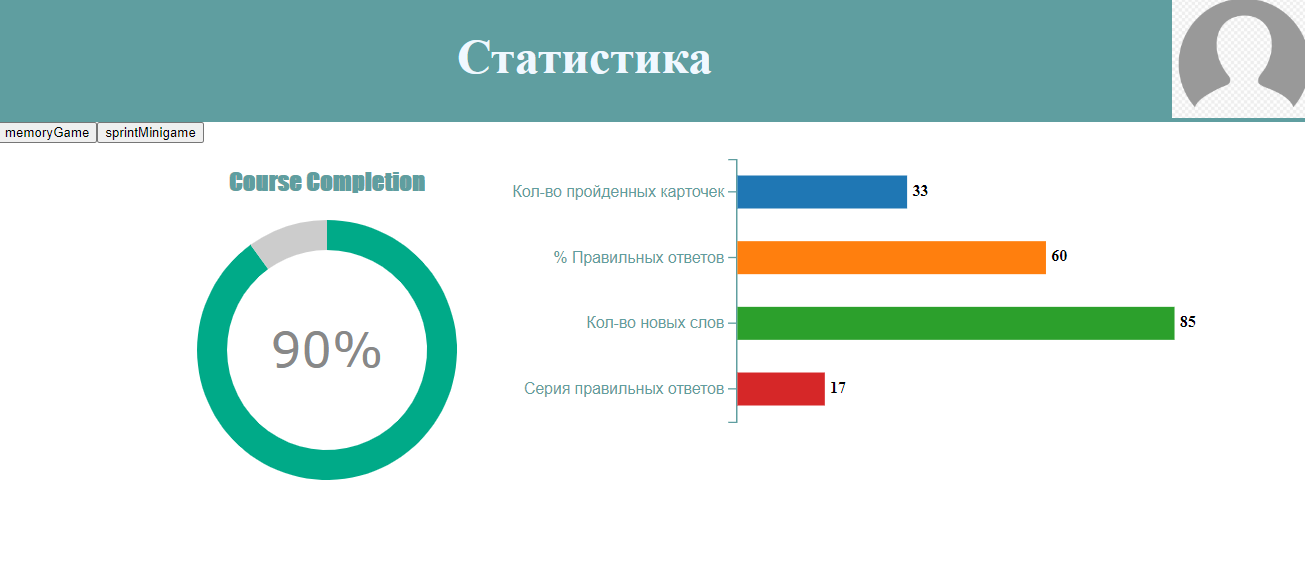 Статистика
memoryGame
sprintMinigame
Course Completion
90%
Кол-во пройденных карточек 33
% Правильных ответов 60
Кол-во новых слов 85
Серия правильных ответов 17